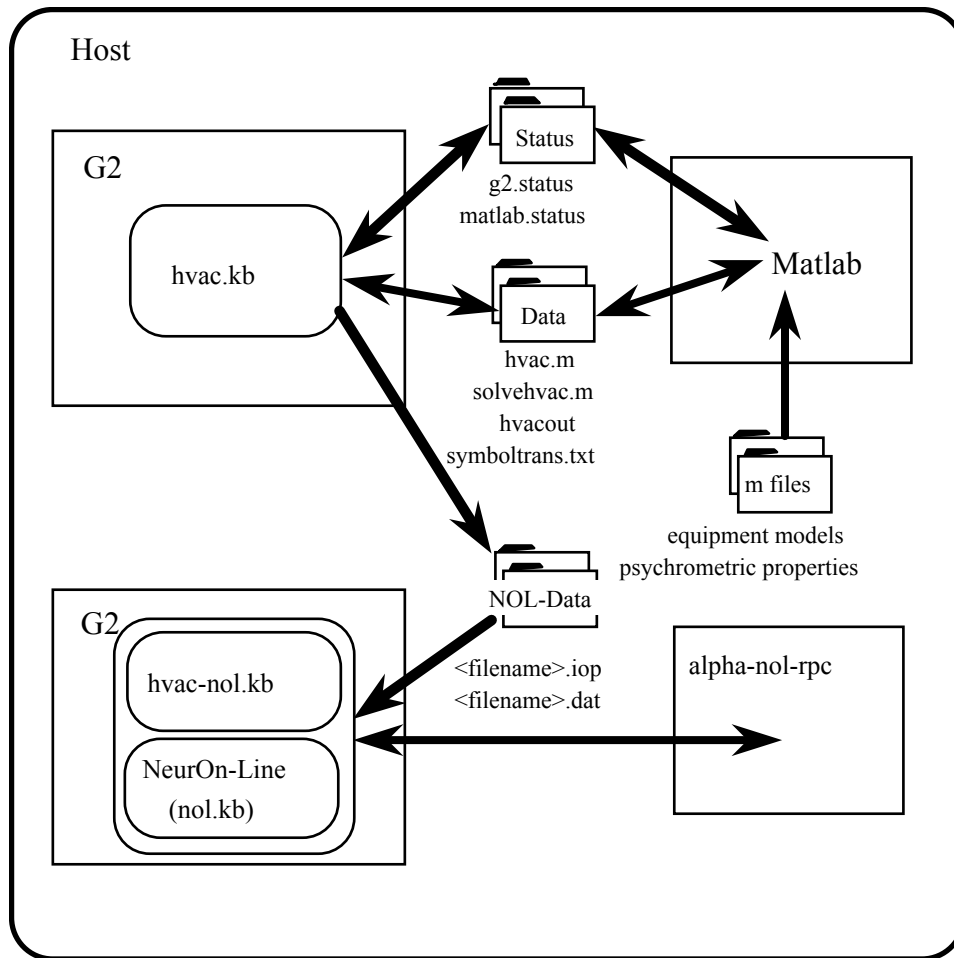 Host
G2
hvac.kb
Status
g2.status
matlab.status
Matlab
Data
hvac.m
solvehvac.m
hvacout
symboltrans.txt
m files
equipment models
psychrometric properties
NOL-Data
<filename>.iop
<filename>.dat
G2
hvac-nol.kb
NeurOn-Line
(nol.kb)
alpha-nol-rpc